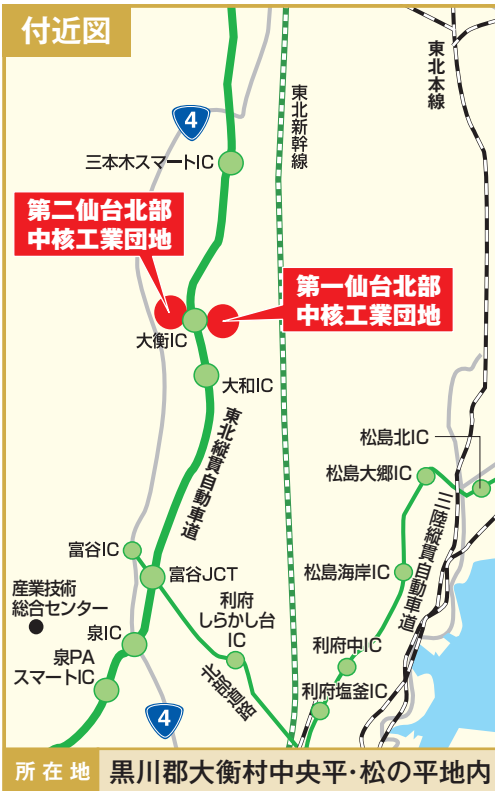 付近図
4
東北本線
東北新幹線
三本木スマートIC
第二仙台北部
中核工業団地
第一仙台北部
中核工業団地
大衡IC
大和IC
東北縦貫自動車道
松島北IC
松島大郷IC
三陸縦貫自動車道
富谷IC
富谷JCT
松島海岸IC
産業技術
総合センター
利府
しらかし台
IC
泉IC
利府中IC
泉PA
スマートIC
北部道路
利府塩釜IC
4
所在地 黒川郡大衡村中央平・松の平地内